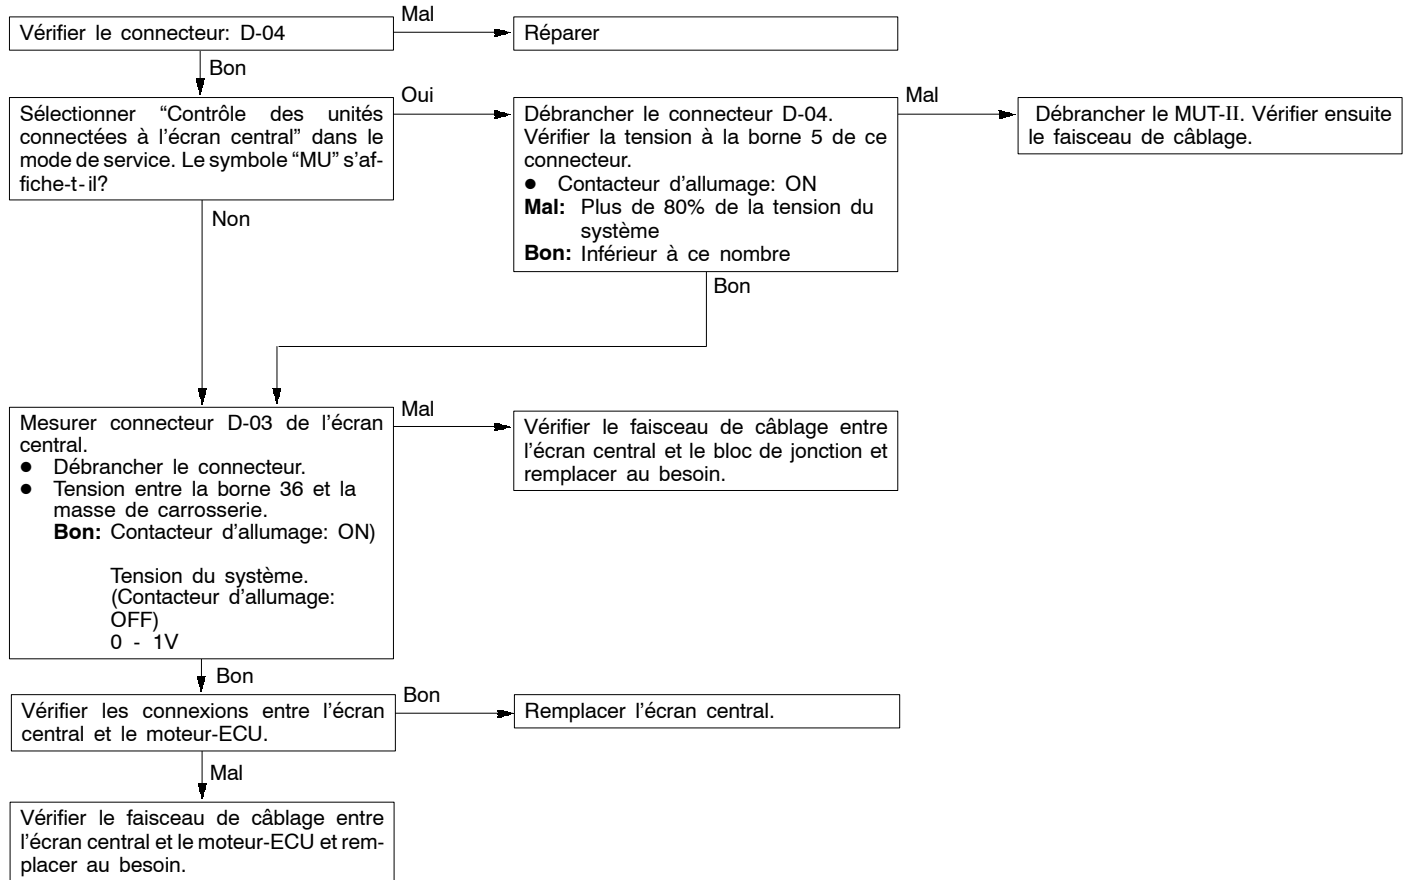 Vérifier le connecteur: D-04
Mal
Réparer
Bon
Sélectionner “Contrôle des unités
connectées à l’écran central” dans le
mode de service. Le symbole “MU” s’af-
fiche-t-il?
Oui
Débrancher le connecteur D-04.
Vérifier la tension à la borne 5 de ce
connecteur.
● Contacteur d’allumage: ON
Mal: Plus de 80% de la tension du
système
Bon: Inférieur à ce nombre
Mal
Débrancher le MUT-II. Vérifier ensuite
le faisceau de câblage.
Non
Bon
Mesurer connecteur D-03 de l’écran
central.
● Débrancher le connecteur.
● Tension entre la borne 36 et la
masse de carrosserie.
Bon: Contacteur d’allumage: ON)
Tension du système.
(Contacteur d’allumage:
OFF)
0 - 1V
Mal
Vérifier le faisceau de câblage entre
l’écran central et le bloc de jonction et
remplacer au besoin.
Bon
Vérifier les connexions entre l’écran
central et le moteur-ECU.
Bon
Remplacer l’écran central.
Mal
Vérifier le faisceau de câblage entre
l’écran central et le moteur-ECU et rem-
placer au besoin.